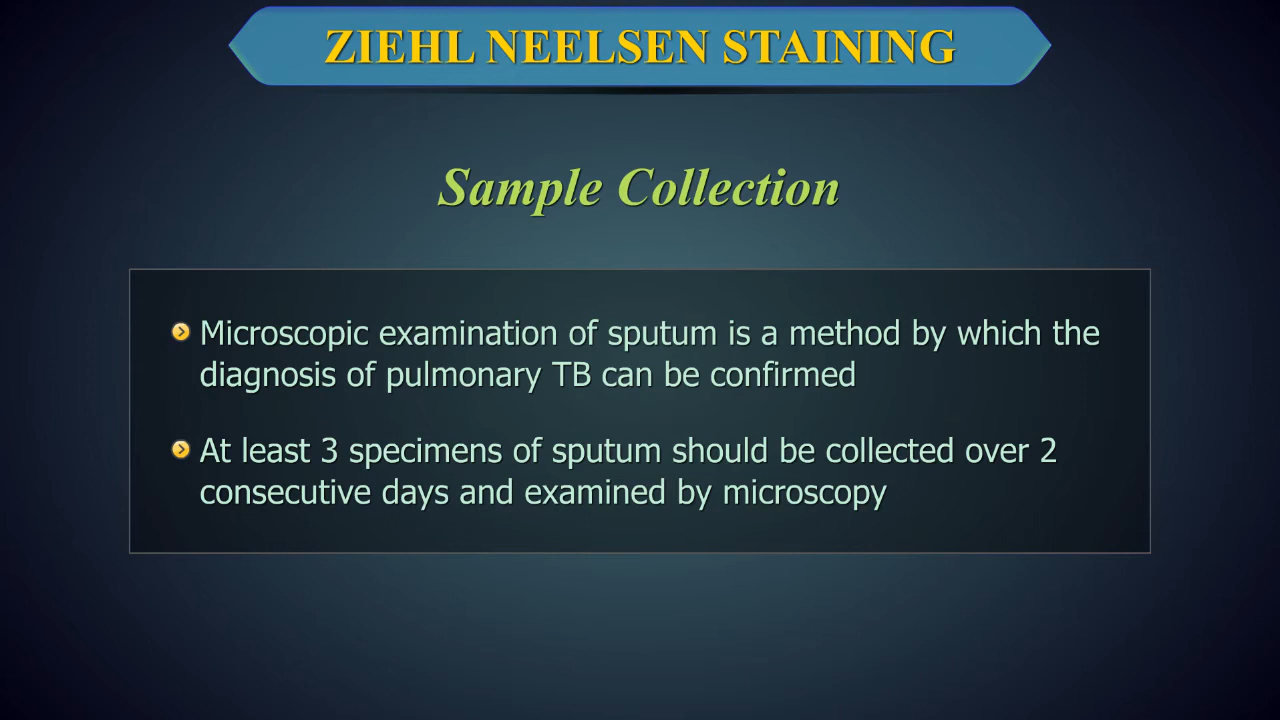 ZIEHL NEELSEN STAINING
Sample Collection
Microscopic examination of sputum is a method by which the
diagnosis of pulmonary TB can be confirmed
At least 3 specimens of sputum should be collected over 2
consecutive days and examined by microscopy